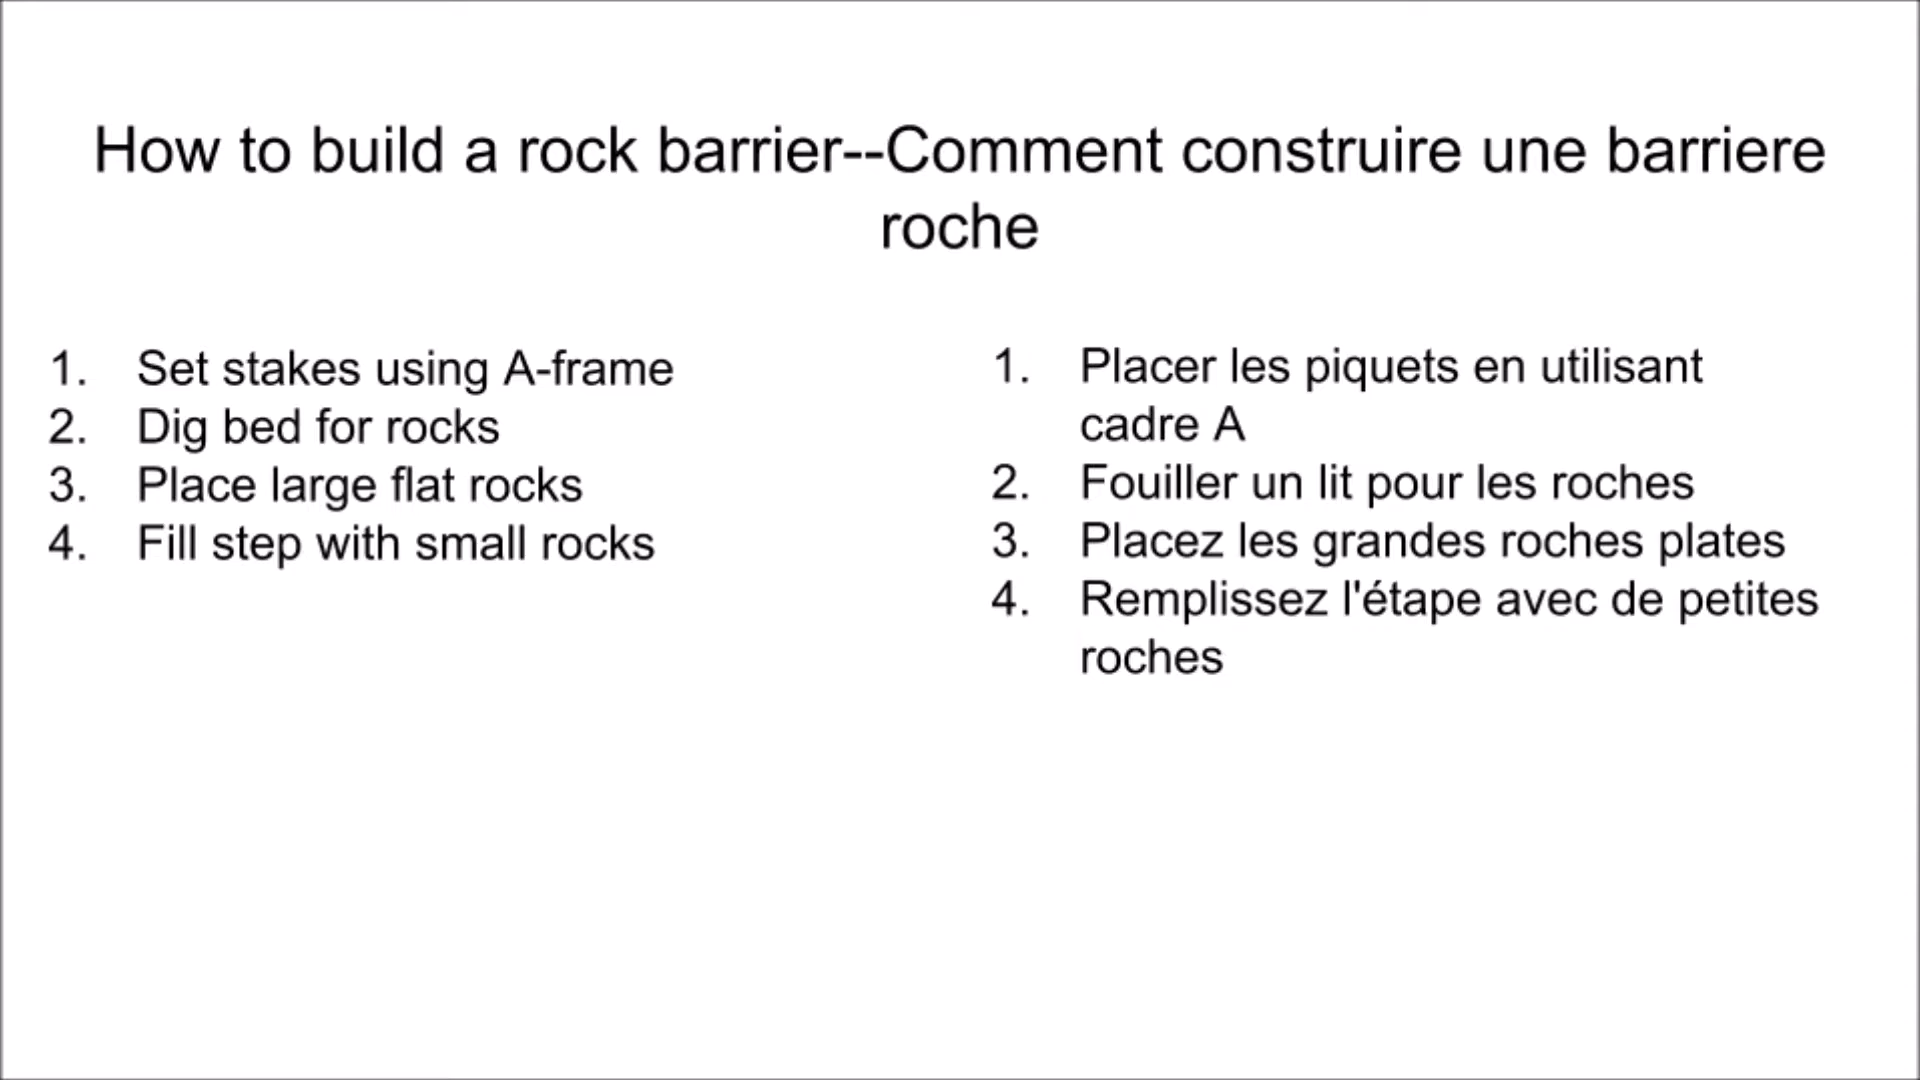 How to build a rock barrier--Comment construire une barriere
roche
1. Set stakes using A-frame
2. Dig bed for rocks
3. Place large flat rocks
4. Fill step with small rocks
1. Placer les piquets en utilisant
cadre A
2. Fouiller un lit pour les roches
3. Placez les grandes roches plates
4. Remplissez l'étape avec de petites
roches